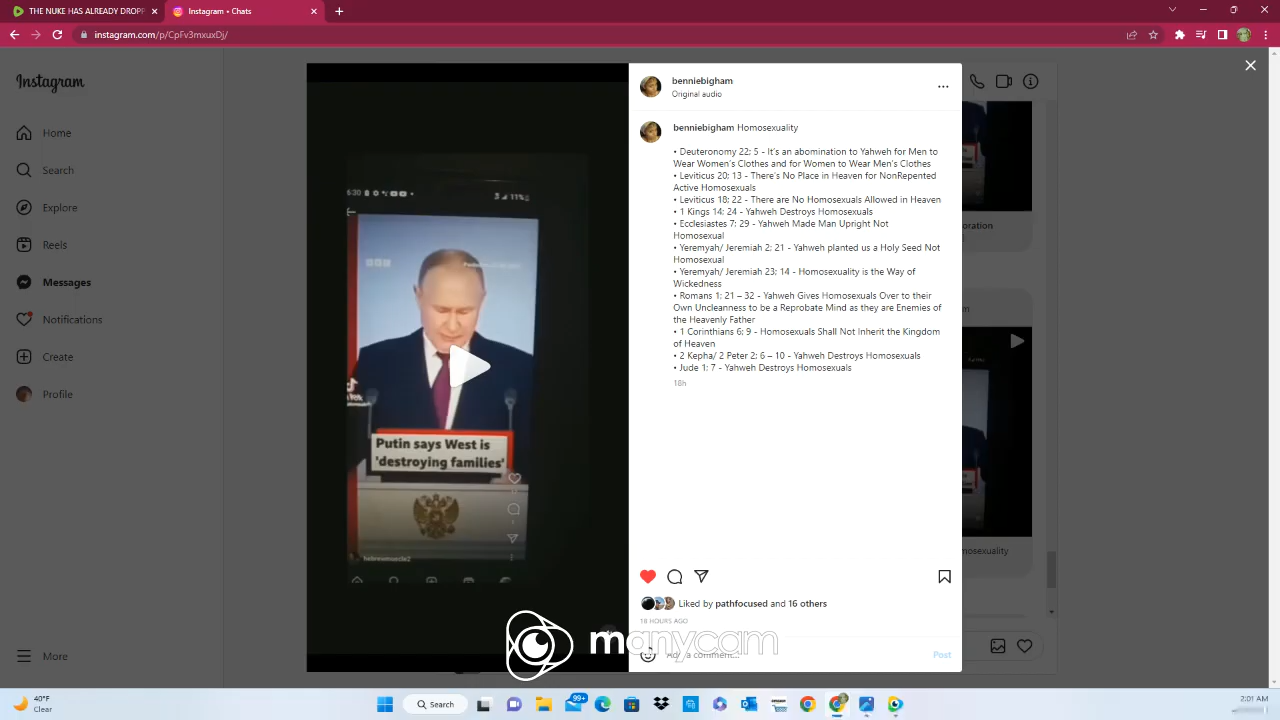 THE NUKE HAS ALREADY DROPP
Instagram • Chats
instagram.com/p/CpFv3mxuxDj/
Instagram
Home
Search
Explore
Reels
Messages
Notifications
Create
Profile
More
6:30
11%
Putin says West is
'destroying families'
hebrewmuscle2
benniebigham
Original audio
benniebigham Homosexuality
• Deuteronomy 22; 5 - It's an abomination to Yahweh for Men to
Wear Women's Clothes and for Women to Wear Men's Clothes
• Leviticus 20; 13 - There's No Place in Heaven for NonRepented
Active Homosexuals
• Leviticus 18; 22 - There are No Homosexuals Allowed in Heaven
• 1 Kings 14; 24 - Yahweh Destroys Homosexuals
• Ecclesiastes 7; 29 - Yahweh Made Man Upright Not
Homosexual
• Yeremyah/ Jeremiah 2; 21 - Yahweh planted us a Holy Seed Not
Homosexual
• Yeremyah/ Jeremiah 23; 14 - Homosexuality is the Way of
Wickedness
• Romans 1; 21 – 32 - Yahweh Gives Homosexuals Over to their
Own Uncleanness to be a Reprobate Mind as they are Enemies of
the Heavenly Father
• 1 Corinthians 6; 9 - Homosexuals Shall Not Inherit the Kingdom
of Heaven
• 2 Kepha/ 2 Peter 2; 6 – 10 - Yahweh Destroys Homosexuals
• Jude 1; 7 - Yahweh Destroys Homosexuals
18h
Liked by pathfocused and 16 others
18 HOURS AGO
Add a comment...
Post
oration
m
mosexuality
manycam
40°F
Clear
Search
99+
2:01 AM